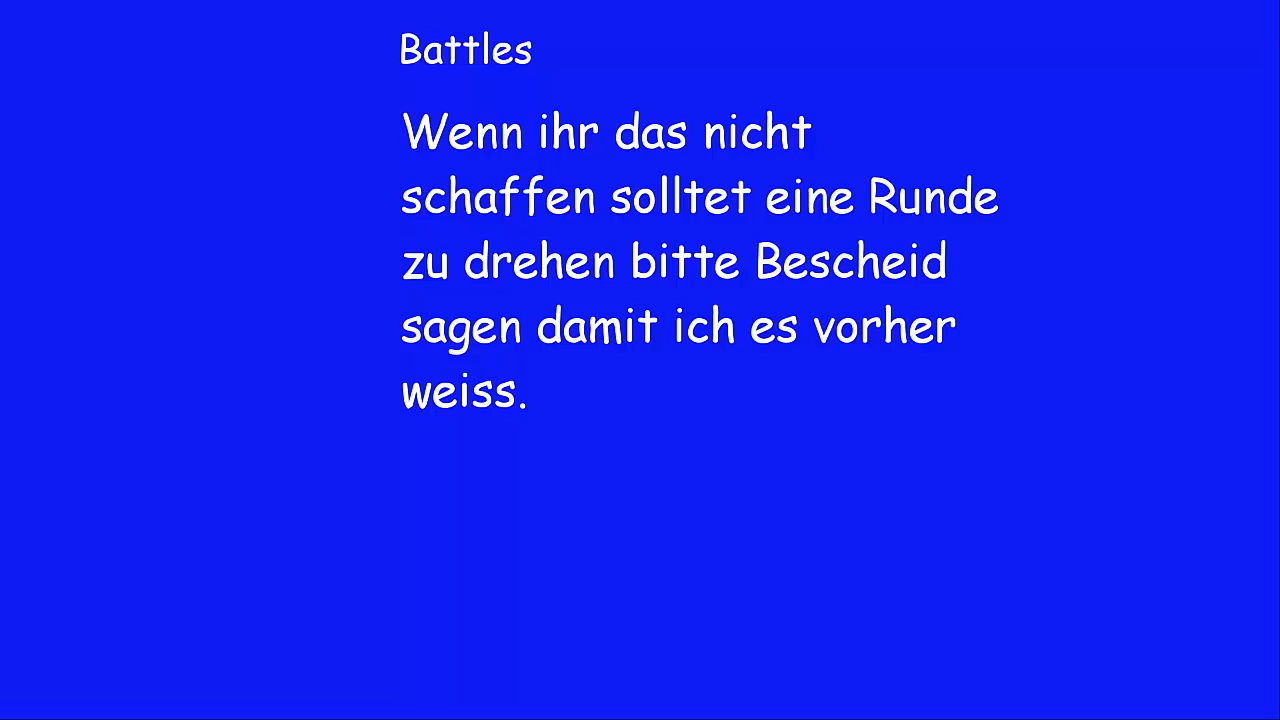 Battles
Wenn ihr das nicht
schaffen solltet eine Runde
zu drehen bitte Bescheid
sagen damit ich es vorher
weiss.